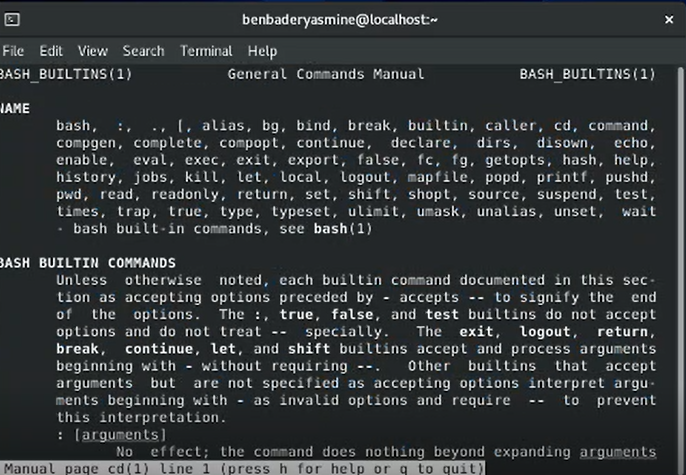 benbaderyasmine@localhost:~
File Edit View Search Terminal Help
BASH_BUILTINS(1) General Commands Manual BASH_BUILTINS(1)
NAME
bash, :, ., [, alias, bg, bind, break, builtin, caller, cd, command,
compgen, complete, compopt, continue, declare, dirs, disown, echo,
enable, eval, exec, exit, export, false, fc, fg, getopts, hash, help,
history, jobs, kill, let, local, logout, mapfile, popd, printf, pushd,
pwd, read, readonly, return, set, shift, shopt, source, suspend, test,
times, trap, true, type, typeset, ulimit, umask, unalias, unset, wait
- bash built-in commands, see bash(1)
BASH BUILTIN COMMANDS
Unless otherwise noted, each builtin command documented in this sec-
tion as accepting options preceded by - accepts -- to signify the end
of the options. The :, true, false, and test builtins do not accept
options and do not treat -- specially. The exit, logout, return,
break, continue, let, and shift builtins accept and process arguments
beginning with - without requiring --. Other builtins that accept
arguments but are not specified as accepting options interpret argu-
ments beginning with - as invalid options and require -- to prevent
this interpretation.
: [arguments]
No effect; the command does nothing beyond expanding arguments
Manual page cd(1) line 1 (press h for help or q to quit)